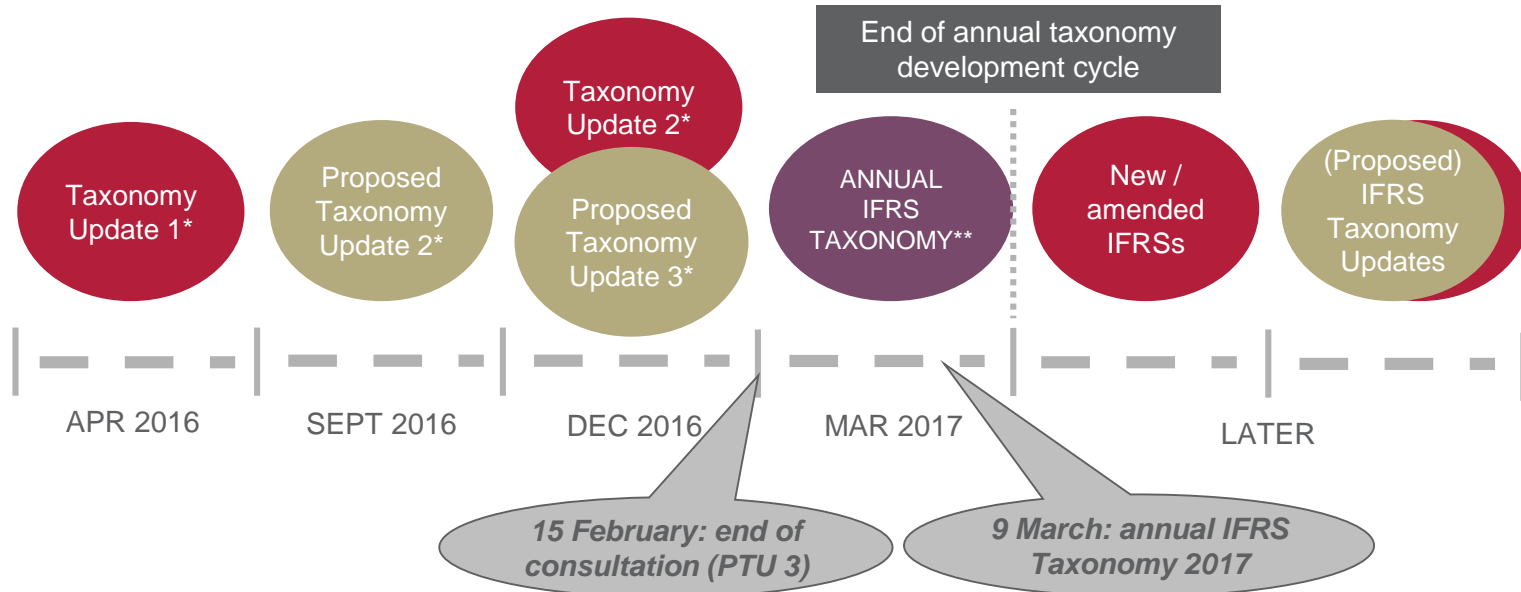 End of annual taxonomy
development cycle
Taxonomy
Update 1*
Proposed
Taxonomy
Update 2*
Taxonomy
Update 2*
Proposed
Taxonomy
Update 3*
ANNUAL
IFRS
TAXONOMY**
New /
amended
IFRSs
(Proposed)
IFRS
Taxonomy
Updates
APR 2016
SEPT 2016
DEC 2016
MAR 2017
LATER
15 February: end of
consultation (PTU 3)
9 March: annual IFRS
Taxonomy 2017